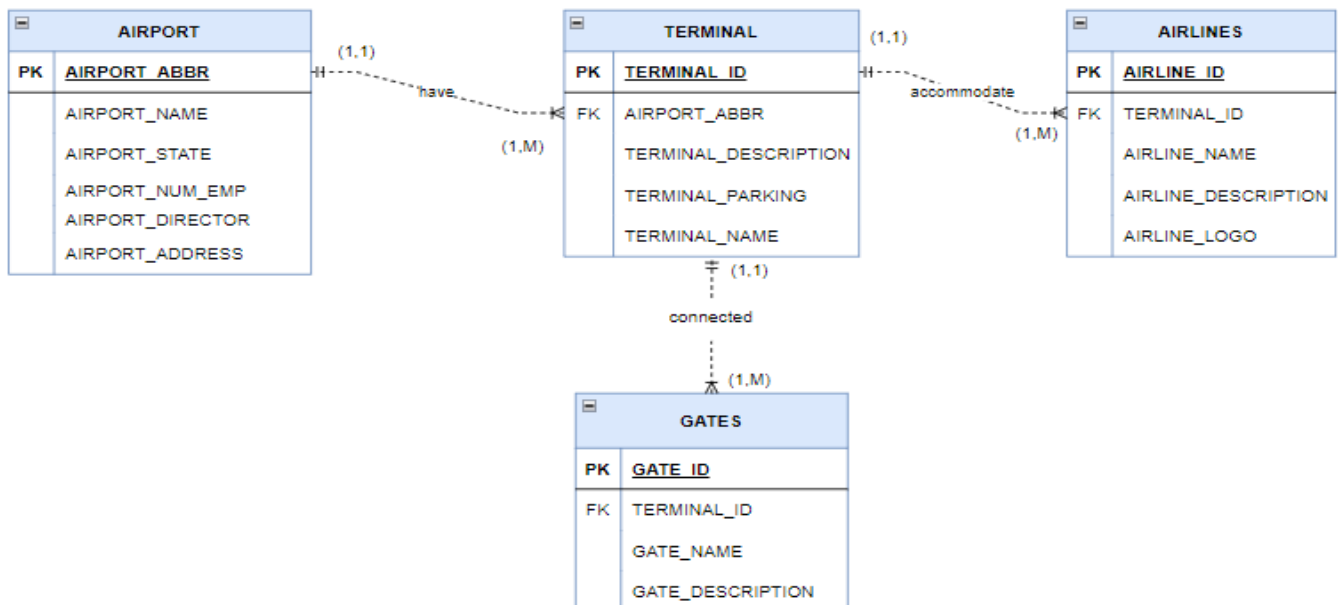 AIRPORT
PK AIRPORT_ABBR
AIRPORT_NAME
AIRPORT_STATE
AIRPORT_NUM_EMP
AIRPORT_DIRECTOR
AIRPORT_ADDRESS
(1,1)
have
(1,M)
TERMINAL
PK TERMINAL_ID
FK AIRPORT_ABBR
TERMINAL_DESCRIPTION
TERMINAL_PARKING
TERMINAL_NAME
(1,1)
accommodate
(1,M)
AIRLINES
PK AIRLINE_ID
FK TERMINAL_ID
AIRLINE_NAME
AIRLINE_DESCRIPTION
AIRLINE_LOGO
(1,1)
connected
(1,M)
GATES
PK GATE_ID
FK TERMINAL_ID
GATE_NAME
GATE_DESCRIPTION